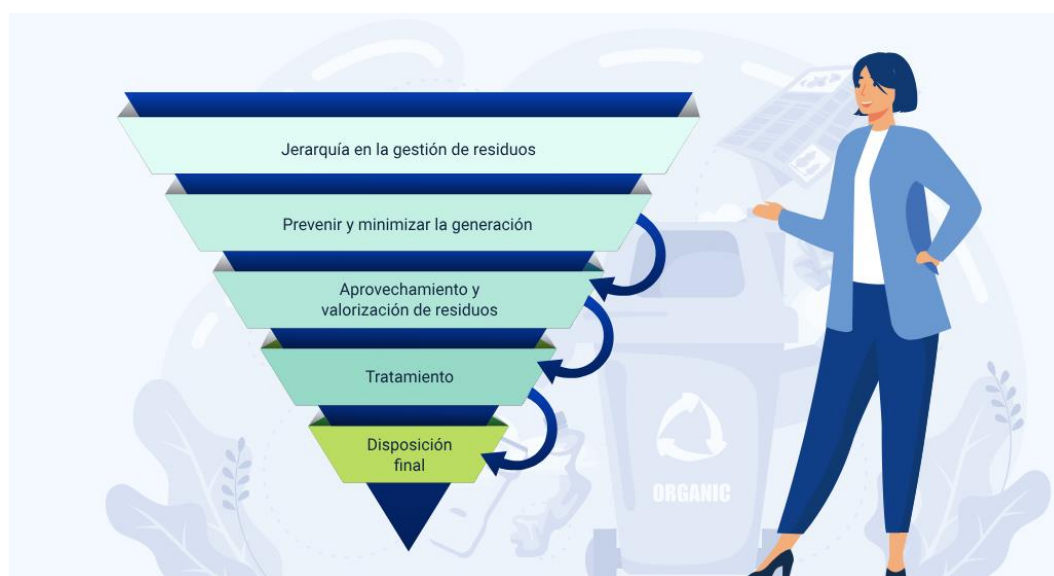 Jerarquía en la gestión de residuos
Prevenir y minimizar la generación
Aprovechamiento y
valorización de residuos
Tratamiento
Disposición
final
ORGANIC